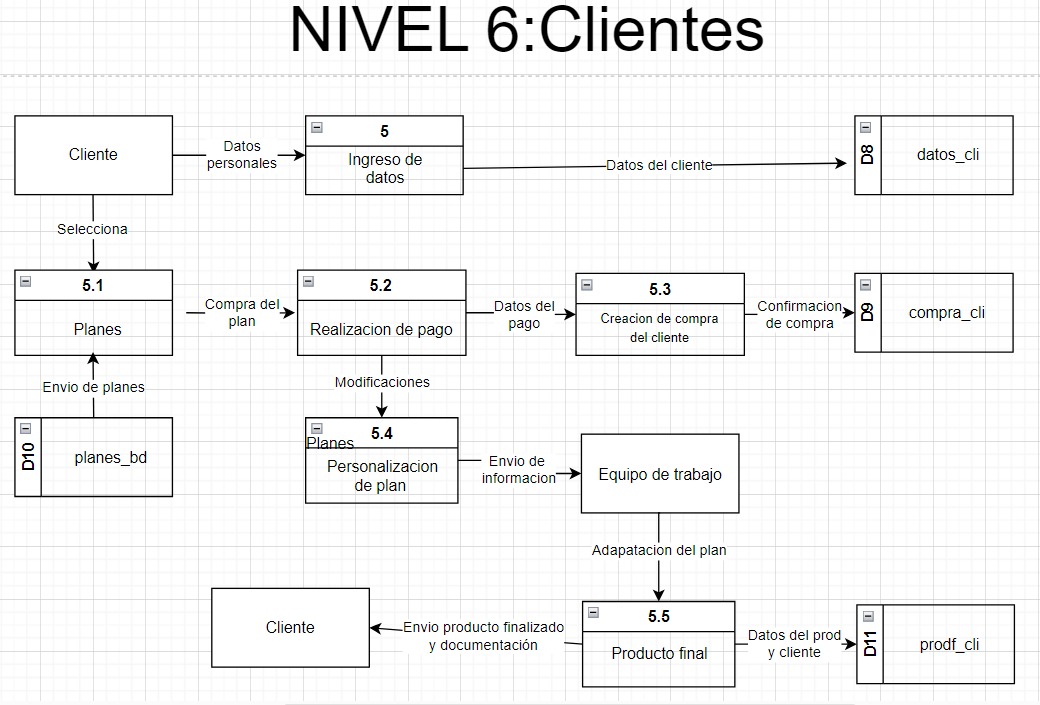 NIVEL 6:Clientes
Cliente
Datos
personales
5
Ingreso de
datos
Datos del cliente
D8
datos_cli
Selecciona
5.1
Planes
Compra del
plan
5.2
Realizacion de pago
Datos del
pago
5.3
Creacion de compra
del cliente
Confirmacion
de compra
D9
compra_cli
Envio de planes
D10
planes_bd
Modificaciones
5.4
Planes
Personalizacion
de plan
Envio de
informacion
Equipo de trabajo
Adapatacion del plan
Cliente
Envio producto finalizado
y documentación
5.5
Producto final
Datos del prod
y cliente
D11
prodf_cli